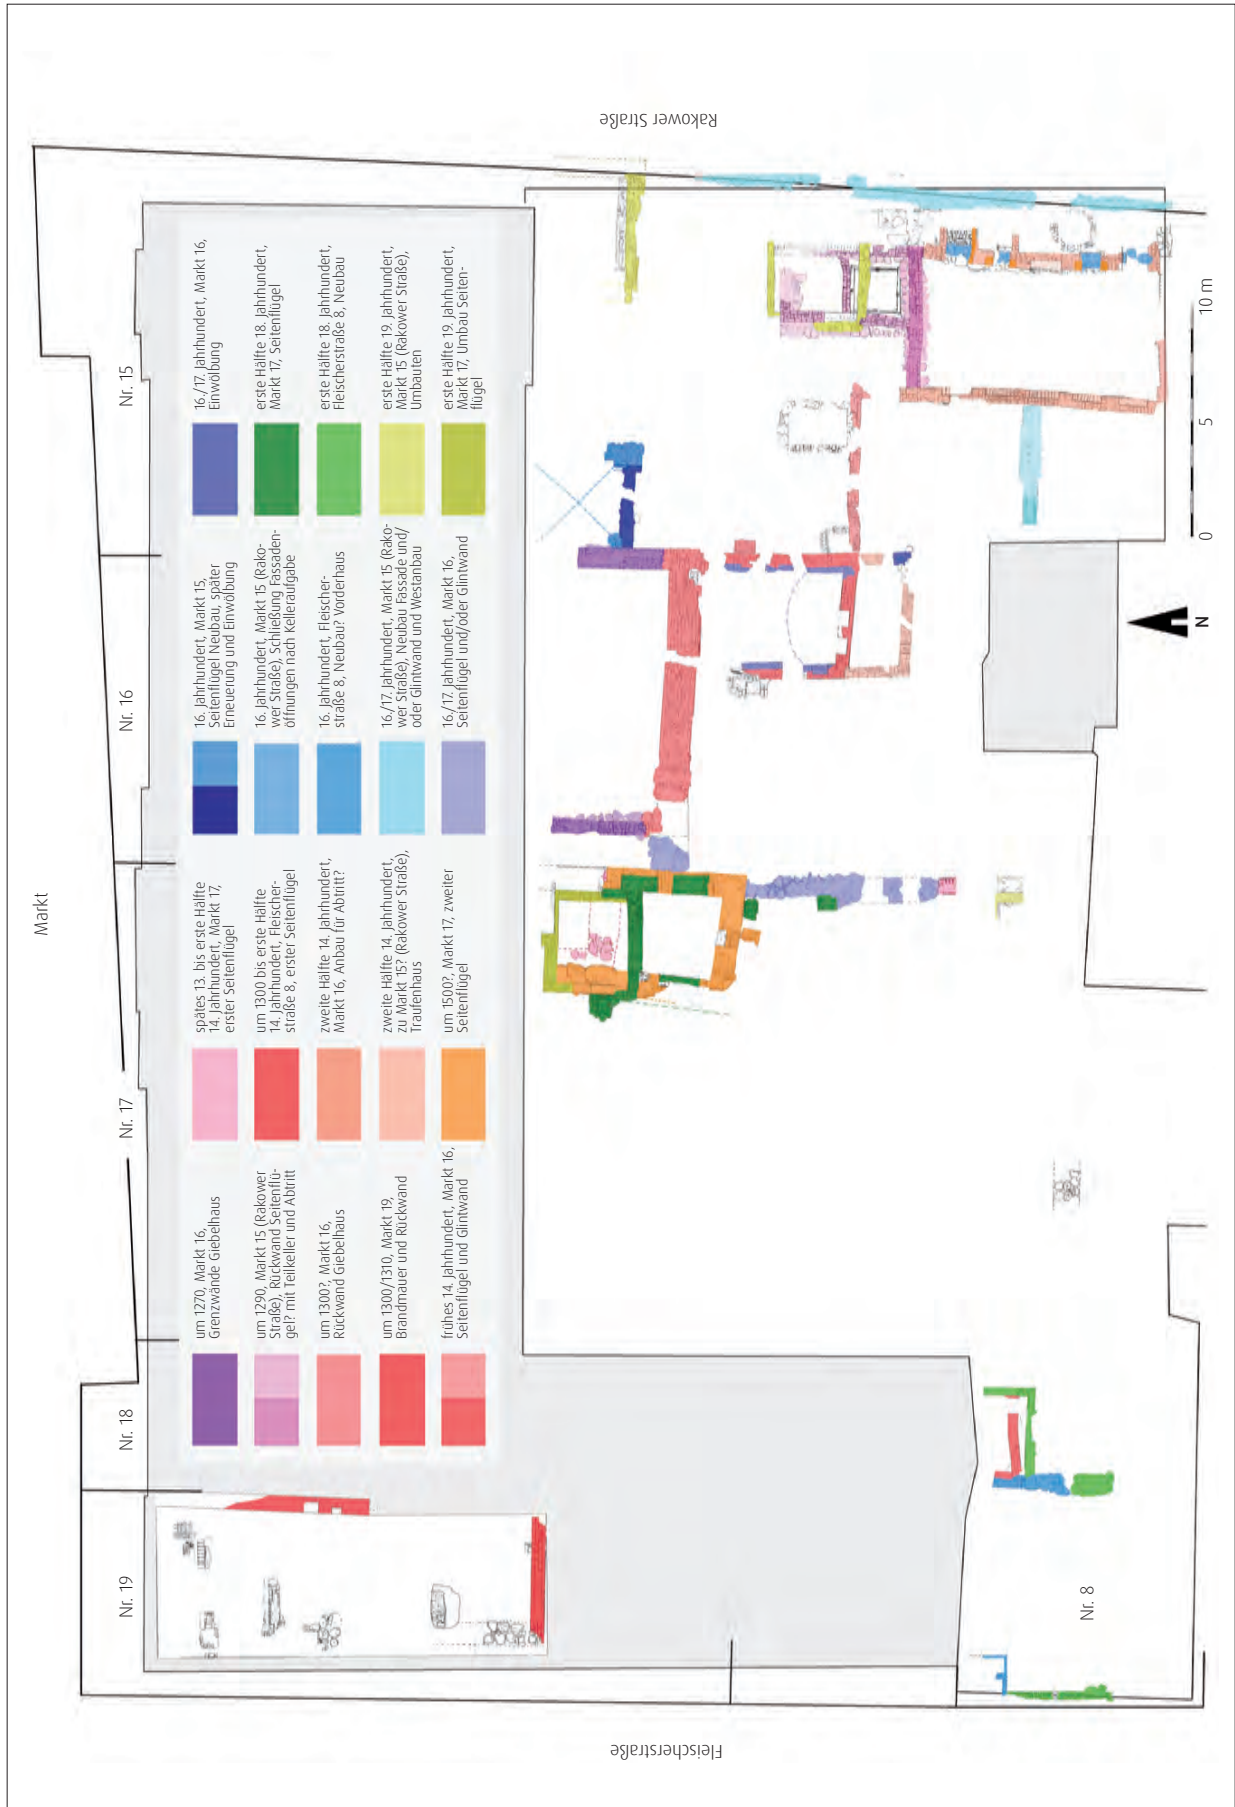 Markt
Nr. 19
Nr. 18
Nr. 17
Nr. 16
Nr. 15
um 1270, Markt 16,
Grenzwände Giebelhaus
um 1290, Markt 15 (Rakower
Straße), Rückwand Seitenflü-
gel? mit Teilkeller und Abtritt
um 1300?, Markt 16,
Rückwand Giebelhaus
um 1300/1310, Markt 19,
Brandmauer und Rückwand
frühes 14. Jahrhundert, Markt 16,
Seitenflügel und Glintwand
spätes 13. bis erste Hälfte
14. Jahrhundert, Markt 17,
erster Seitenflügel
um 1300 bis erste Hälfte
14. Jahrhundert, Fleischer-
straße 8, erster Seitenflügel
zweite Hälfte 14. Jahrhundert,
Markt 16, Anbau für Abtritt?
zweite Hälfte 14. Jahrhundert,
zu Markt 15? (Rakower Straße),
Traufenhaus
um 1500?, Markt 17, zweiter
Seitenflügel
16. Jahrhundert, Markt 15,
Seitenflügel Neubau, später
Erneuerung und Einwölbung
16. Jahrhundert, Markt 15 (Rako-
wer Straße), Schließung Fassaden-
öffnungen nach Kelleraufgabe
16. Jahrhundert, Fleischer-
straße 8, Neubau? Vorderhaus
16./17. Jahrhundert, Markt 15 (Rako-
wer Straße), Neubau Fassade und/
oder Glintwand und Westanbau
16./17. Jahrhundert, Markt 16,
Seitenflügel und/oder Glintwand
16./17. Jahrhundert, Markt 16,
Einwölbung
erste Hälfte 18. Jahrhundert,
Markt 17, Seitenflügel
erste Hälfte 18. Jahrhundert,
Fleischerstraße 8, Neubau
erste Hälfte 19. Jahrhundert,
Markt 15 (Rakower Straße),
Umbauten
erste Hälfte 19. Jahrhundert,
Markt 17, Umbau Seiten-
flügel
Fleischerstraße
Rakower Straße
Nr. 8
N
0 5 10 m